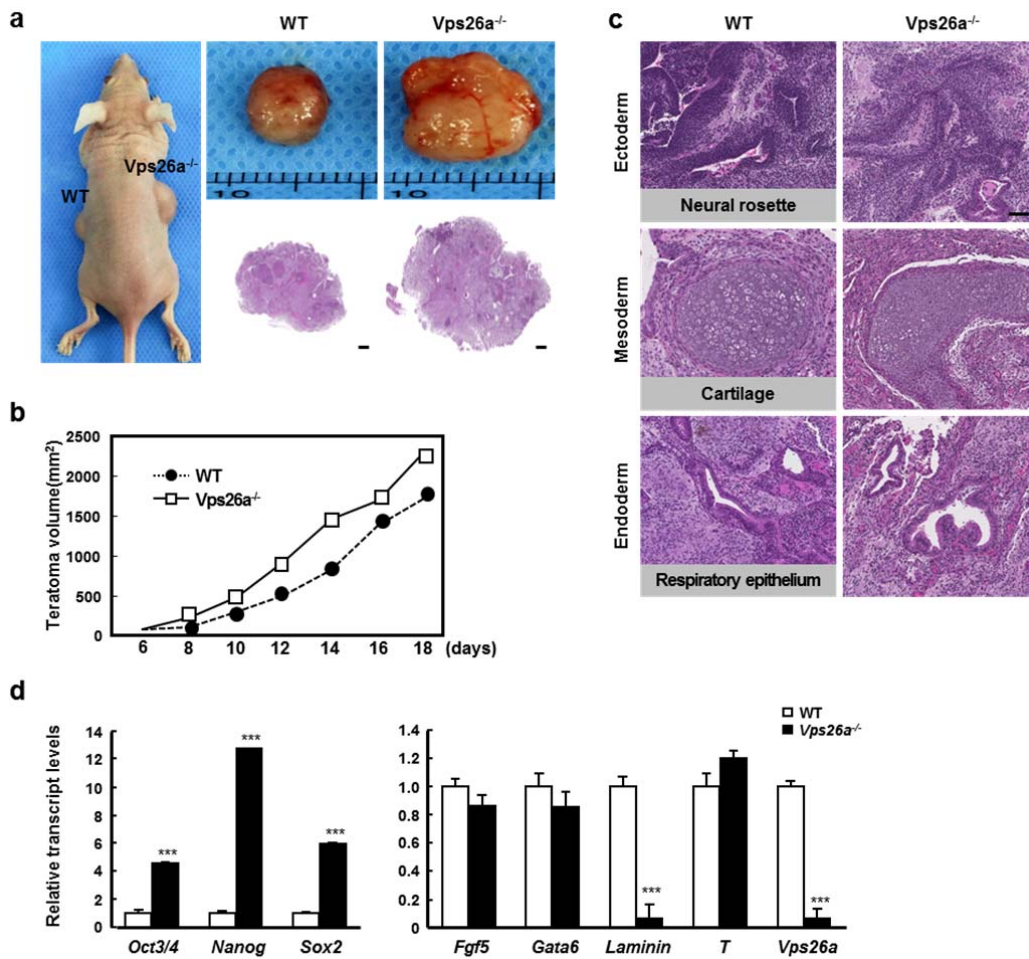 a
WT
Vps26a-/-
Vps26a-/-
WT
10
10
b
Teratoma volume(mm²)
2500
2000
1500
1000
500
0
WT
Vps26a-/-
6 8 10 12 14 16 18 (days)
c
WT
Vps26a-/-
Ectoderm
Neural rosette
Mesoderm
Cartilage
Endoderm
Respiratory epithelium
d
Relative transcript levels
14
12
10
8
6
4
2
0
***
***
***
Oct3/4 Nanog Sox2
1.4
1.2
1.0
0.8
0.6
0.4
0.2
0
***
***
WT
Vps26a-/-
Fgf5 Gata6 Laminin T Vps26a